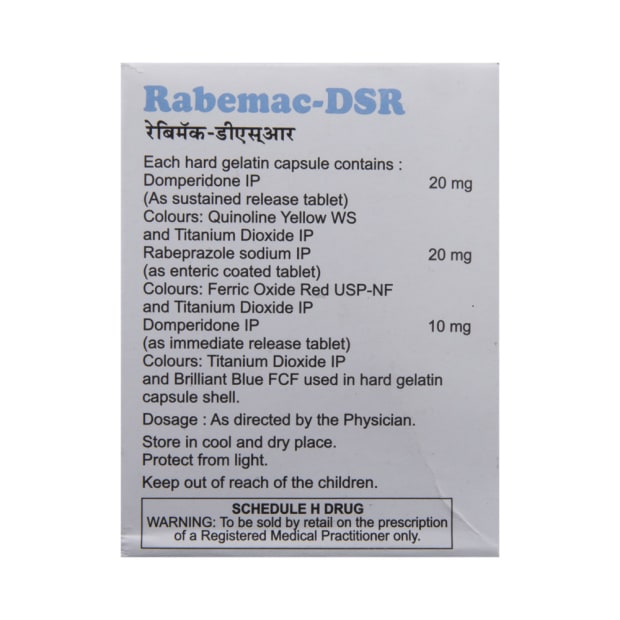 Rabemac-DSR
रेबिमॅक-डीएस्आर
Each hard gelatin capsule contains :
Domperidone IP 20 mg
(As sustained release tablet)
Colours: Quinoline Yellow WS
and Titanium Dioxide IP
Rabeprazole sodium IP 20 mg
(as enteric coated tablet)
Colours: Ferric Oxide Red USP-NF
and Titanium Dioxide IP
Domperidone IP 10 mg
(as immediate release tablet)
Colours: Titanium Dioxide IP
and Brilliant Blue FCF used in hard gelatin
capsule shell.
Dosage : As directed by the Physician.
Store in cool and dry place.
Protect from light.
Keep out of reach of the children.
SCHEDULE H DRUG
WARNING: To be sold by retail on the prescription
of a Registered Medical Practitioner only.